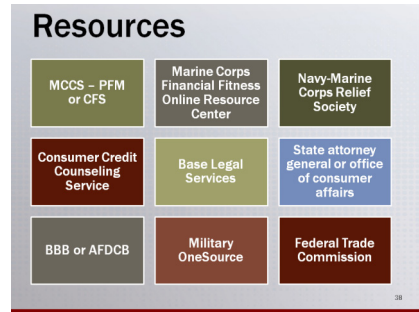 Resources
MCCS – PFM
or CFS
Marine Corps
Financial Fitness
Online Resource
Center
Navy-Marine
Corps Relief
Society
Consumer Credit
Counseling
Service
Base Legal
Services
State attorney
general or office
of consumer
affairs
BBB or AFDCB
Military
OneSource
Federal Trade
Commission
38